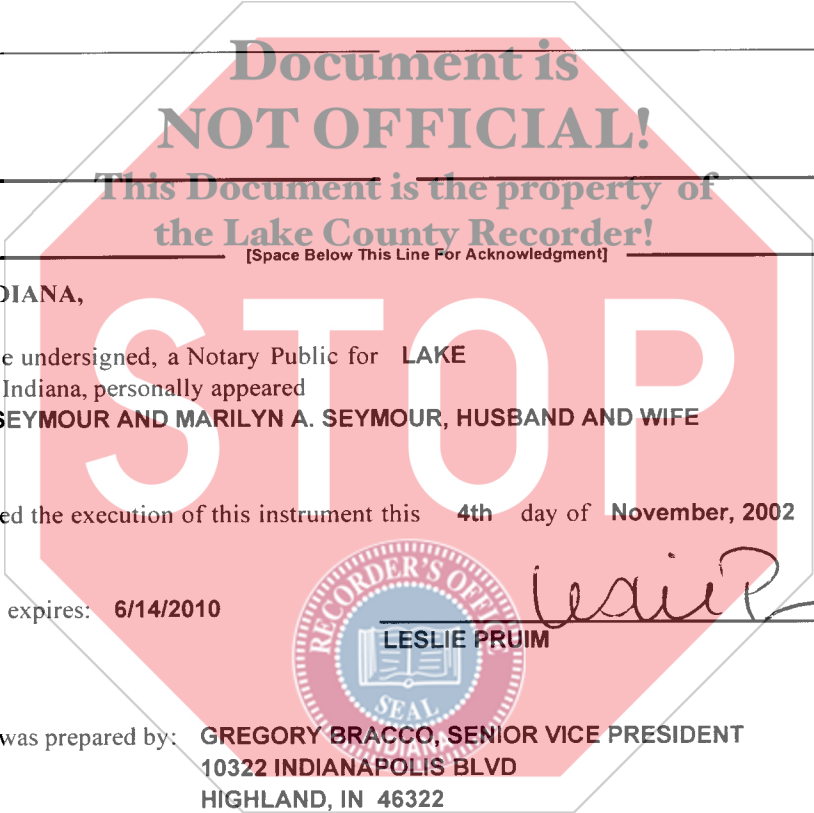 Document is
NOT OFFICIAL!
This Document is the property of
the Lake County Recorder!
[Space Below This Line For Acknowledgment]
DIANA,
e undersigned, a Notary Public for LAKE
Indiana, personally appeared
SEYMOUR AND MARILYN A. SEYMOUR, HUSBAND AND WIFE
STOP
ed the execution of this instrument this 4th day of November, 2002
expires: 6/14/2010
LESLIE PRUIM
RECORDER'S OFFICE
SEAL
INDIANA
was prepared by: GREGORY BRACCO, SENIOR VICE PRESIDENT
10322 INDIANAPOLIS BLVD
HIGHLAND, IN 46322